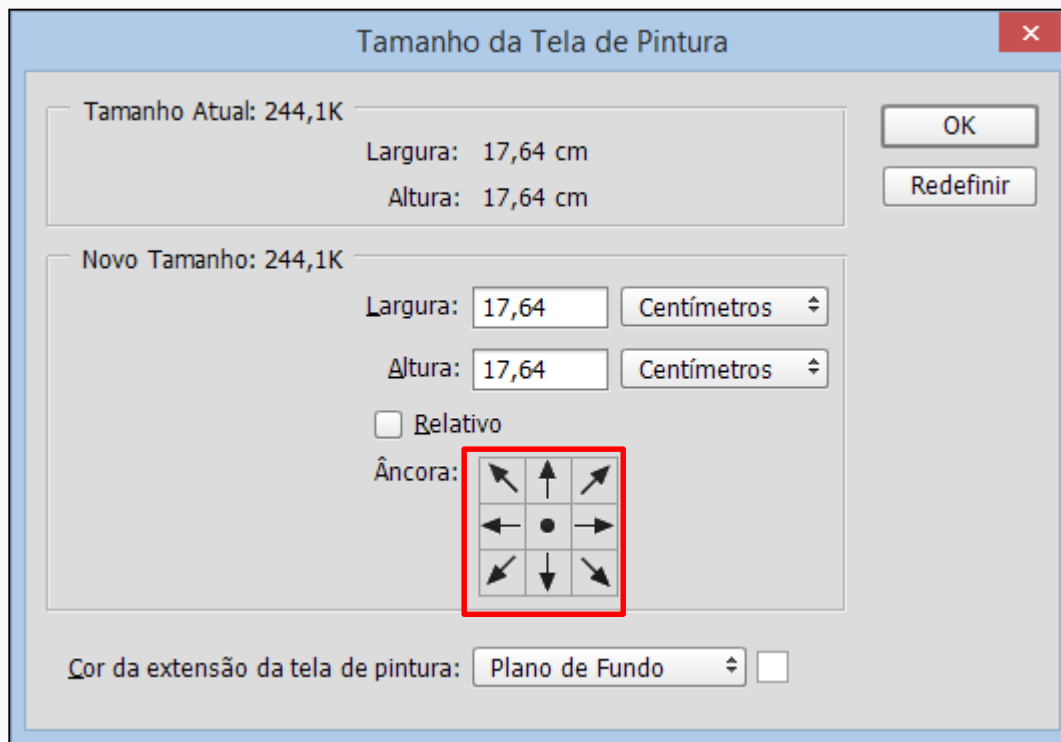 Tamanho da Tela de Pintura
Tamanho Atual: 244,1K
Largura: 17,64 cm
Altura: 17,64 cm
OK
Redefinir
Novo Tamanho: 244,1K
Largura: 17,64 Centímetros
Altura: 17,64 Centímetros
Relativo
Âncora:
Cor da extensão da tela de pintura: Plano de Fundo